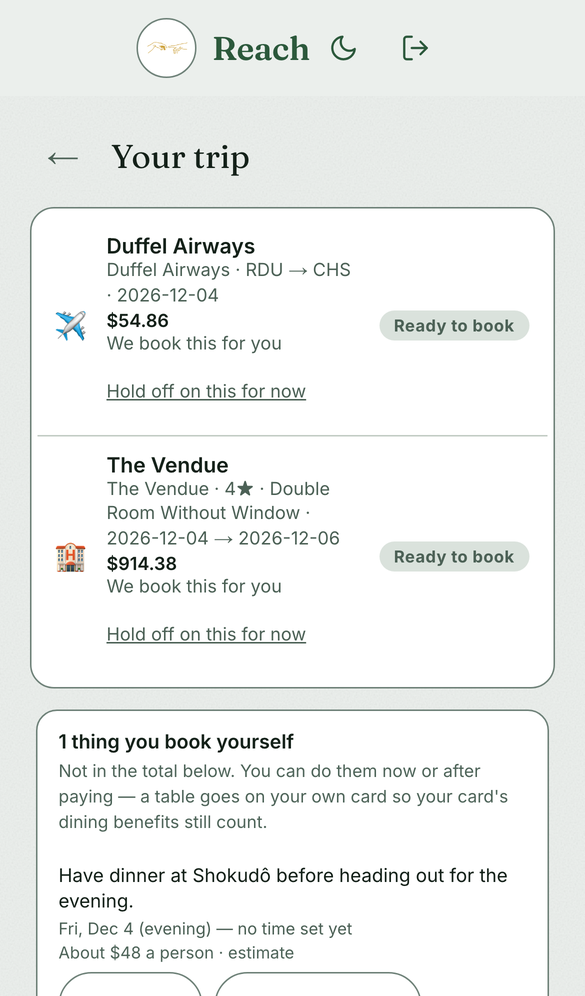 Reach
← Your trip
Duffel Airways
Duffel Airways · RDU → CHS
· 2026-12-04
$54.86
We book this for you
Ready to book
Hold off on this for now
The Vendue
The Vendue · 4★ · Double
Room Without Window ·
2026-12-04 → 2026-12-06
$914.38
We book this for you
Ready to book
Hold off on this for now
1 thing you book yourself
Not in the total below. You can do them now or after
paying — a table goes on your own card so your card's
dining benefits still count.
Have dinner at Shokudô before heading out for the
evening.
Fri, Dec 4 (evening) — no time set yet
About $48 a person · estimate